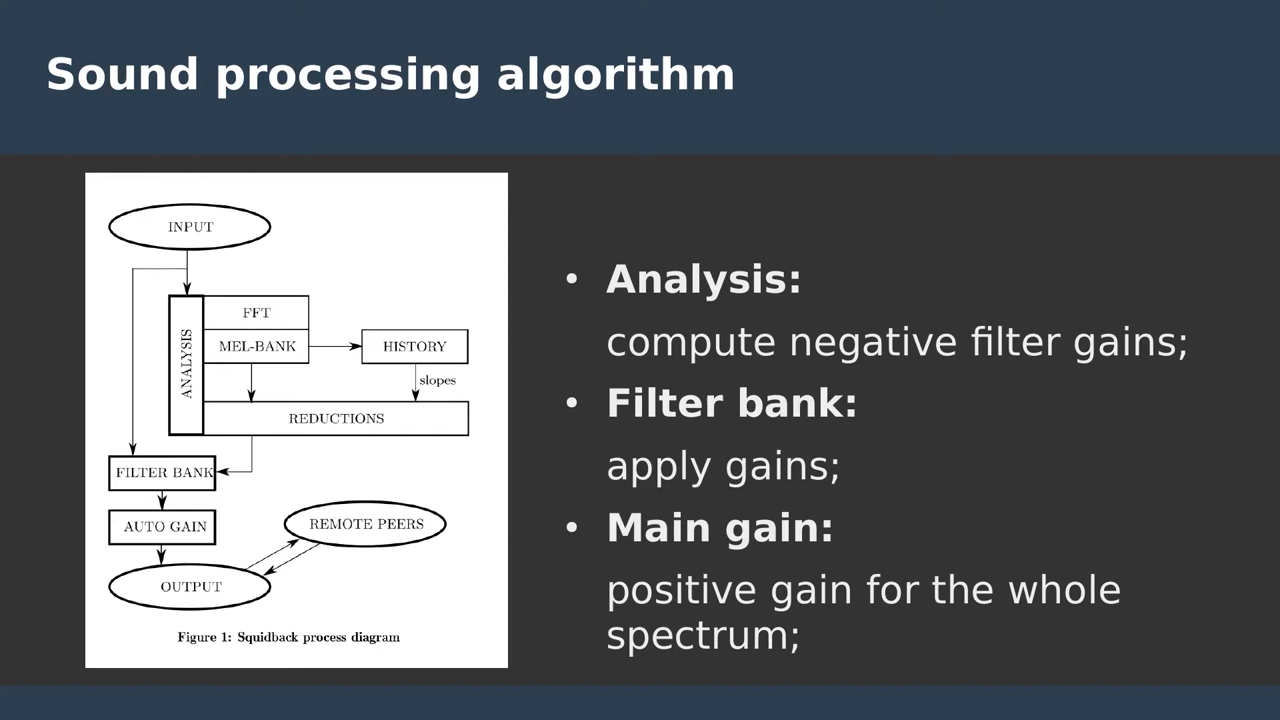 Sound processing algorithm
INPUT
ANALYSIS
FFT
MEL-BANK
HISTORY
slopes
REDUCTIONS
FILTER BANK
AUTO GAIN
REMOTE PEERS
OUTPUT
Figure 1: Squidback process diagram
• Analysis:
compute negative filter gains;
• Filter bank:
apply gains;
• Main gain:
positive gain for the whole
spectrum;